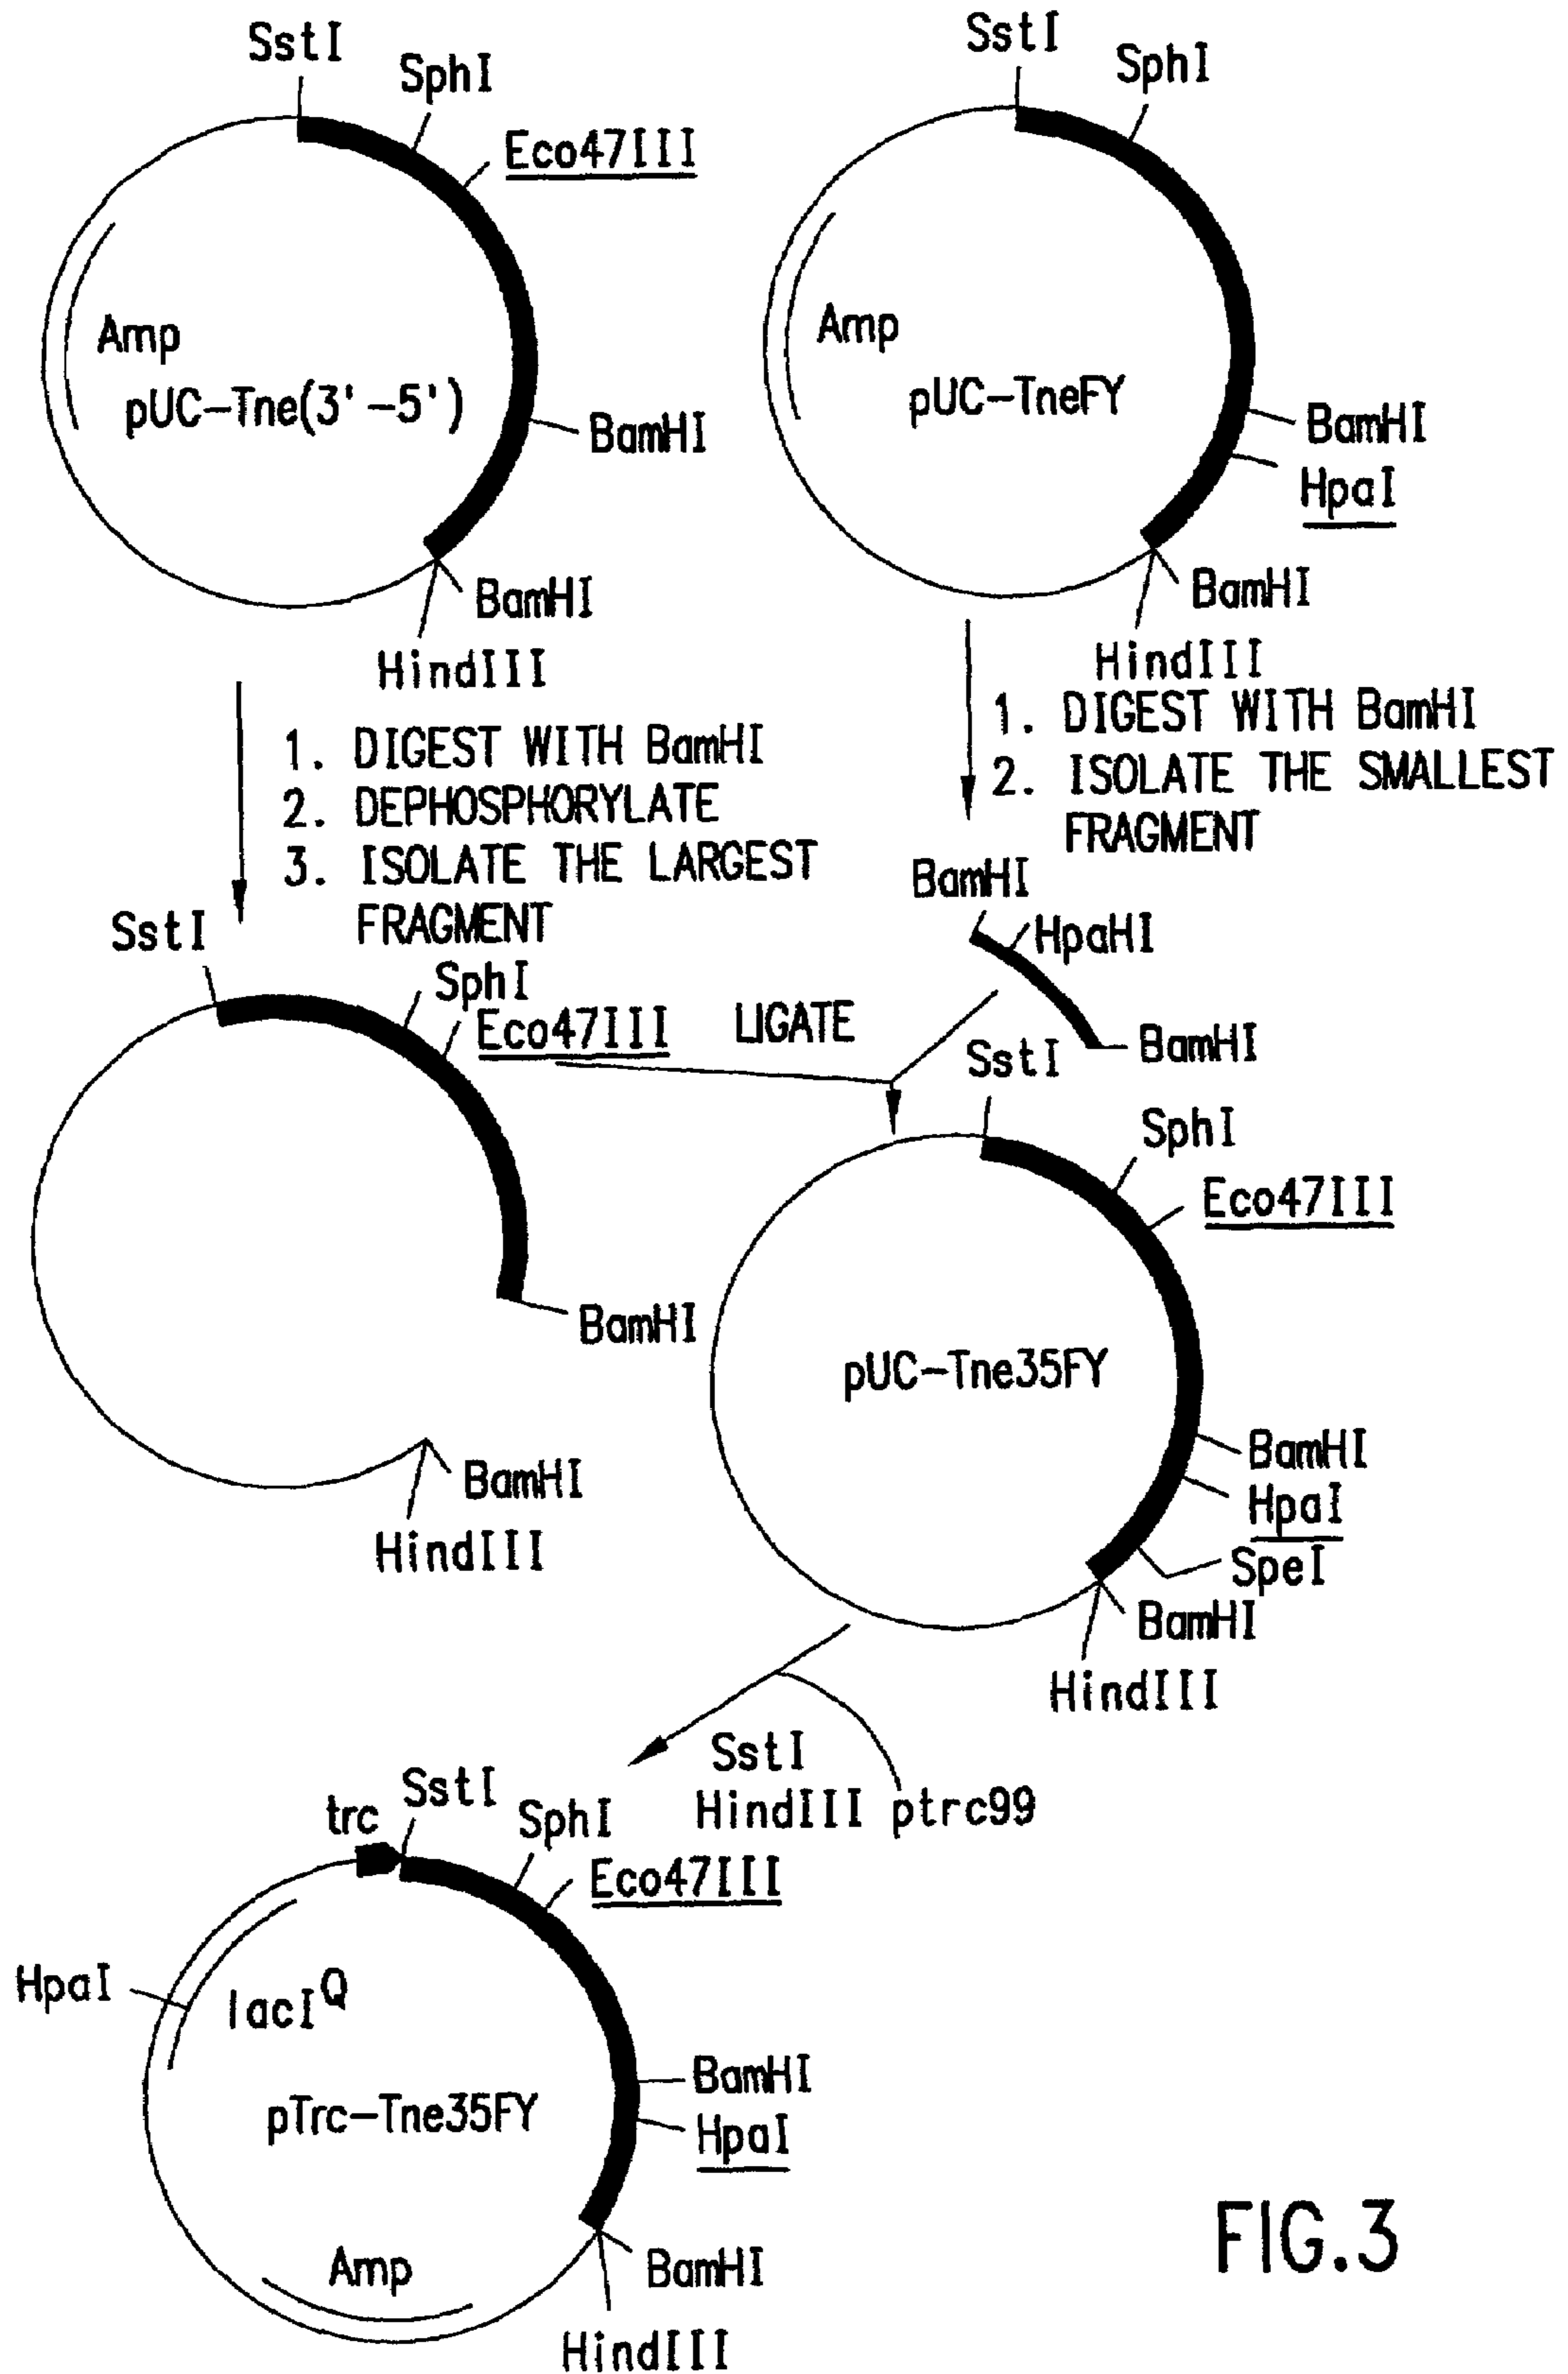 SstI
SphI
Eco47III
Amp
pUC-Tne(3'-5')
BamHI
BamHI
HindIII
SstI
SphI
Amp
pUC-TneFY
BamHI
HpaI
BamHI
HindIII
1. DIGEST WITH BamHI
2. DEPHOSPHORYLATE
3. ISOLATE THE LARGEST
FRAGMENT
1. DIGEST WITH BamHI
2. ISOLATE THE SMALLEST
FRAGMENT
BamHI
HpaHI
BamHI
SstI
SphI
Eco47III
LIGATE
BamHI
BamHI
HindIII
SstI
SphI
Eco47III
pUC-Tne35FY
BamHI
HpaI
SpeI
BamHI
HindIII
SstI
HindIII ptrc99
trc
SstI
SphI
Eco47III
HpaI
lacIQ
pTrc-Tne35FY
BamHI
HpaI
Amp
BamHI
HindIII
FIG.3